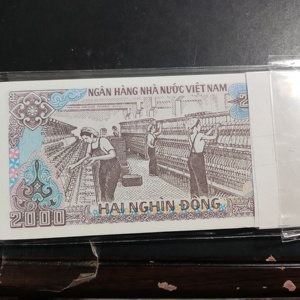 NGÂN HÀNG NHÀ NƯỚC VIỆT NAM
2000
HAI NGHÌN ĐỒNG